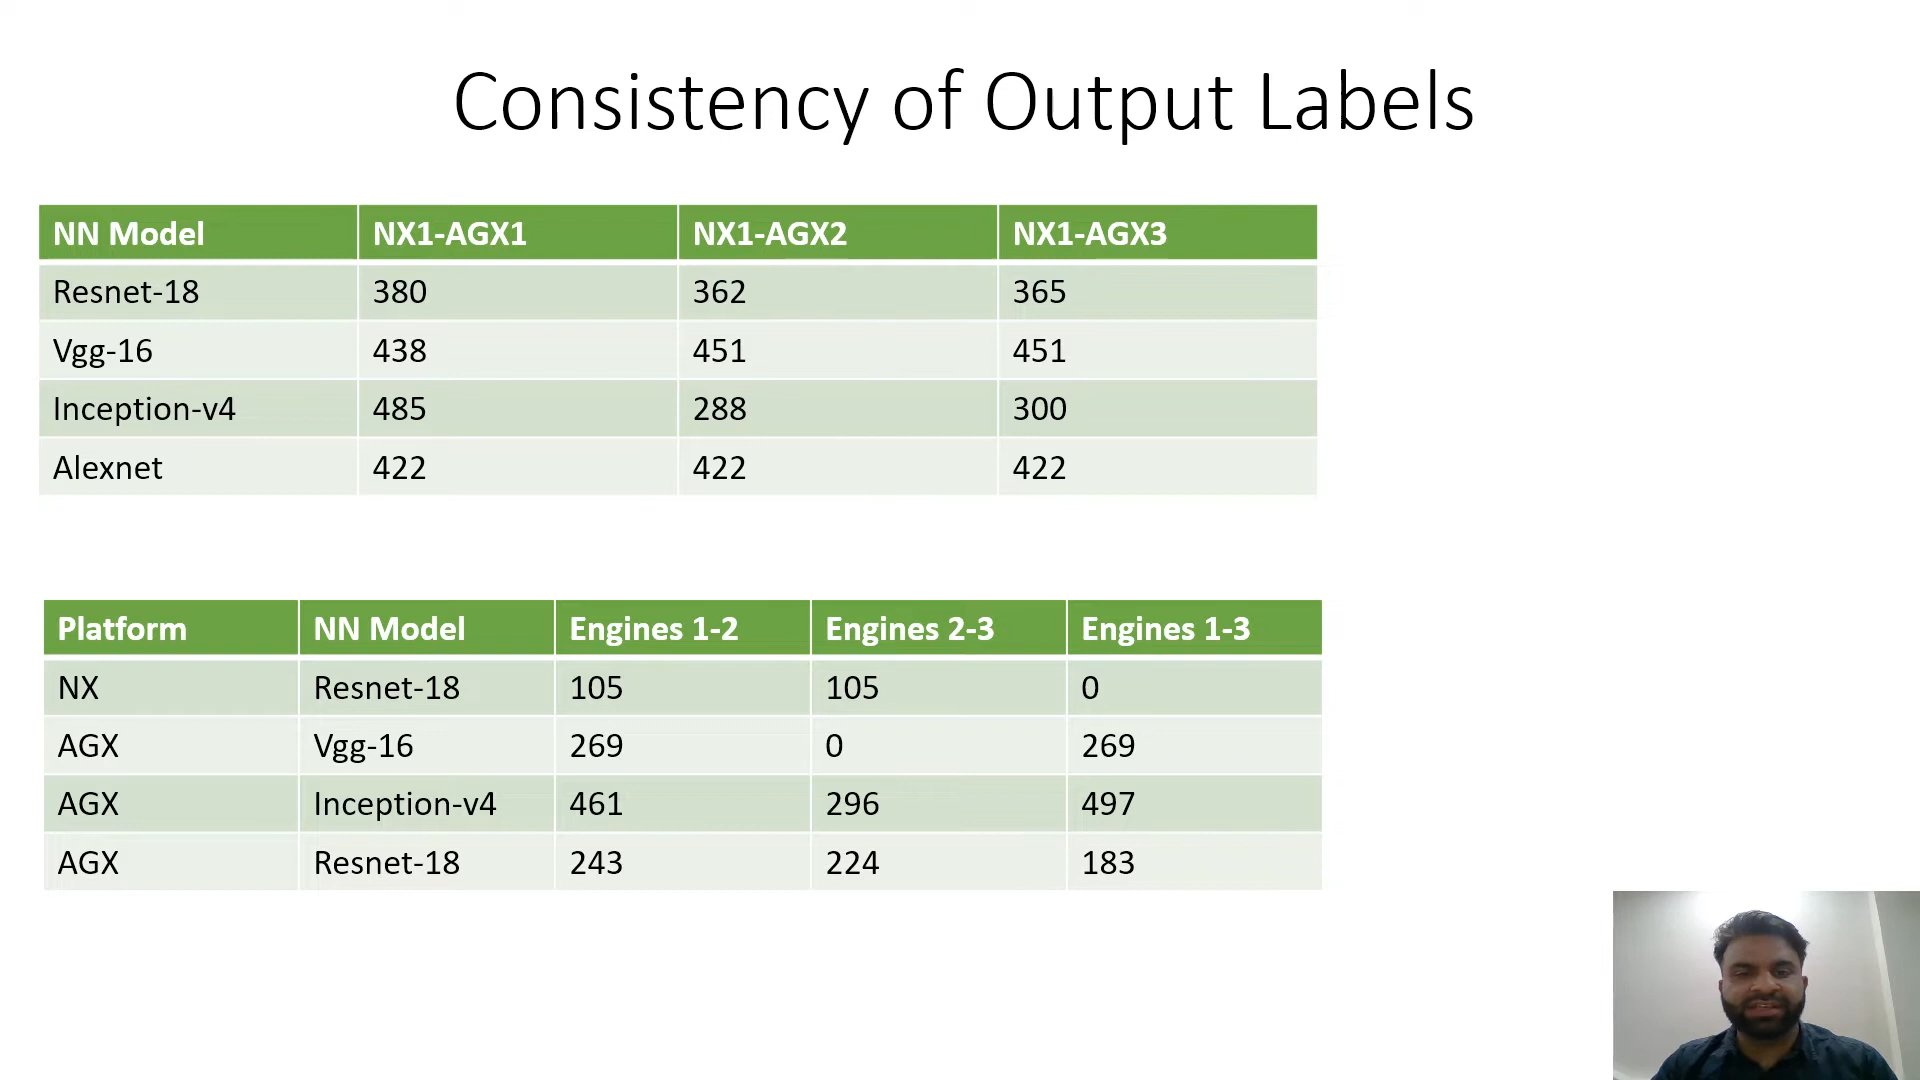 Consistency of Output Labels
NN Model NX1-AGX1 NX1-AGX2 NX1-AGX3
Resnet-18 380 362 365
Vgg-16 438 451 451
Inception-v4 485 288 300
Alexnet 422 422 422
Platform NN Model Engines 1-2 Engines 2-3 Engines 1-3
NX Resnet-18 105 105 0
AGX Vgg-16 269 0 269
AGX Inception-v4 461 296 497
AGX Resnet-18 243 224 183